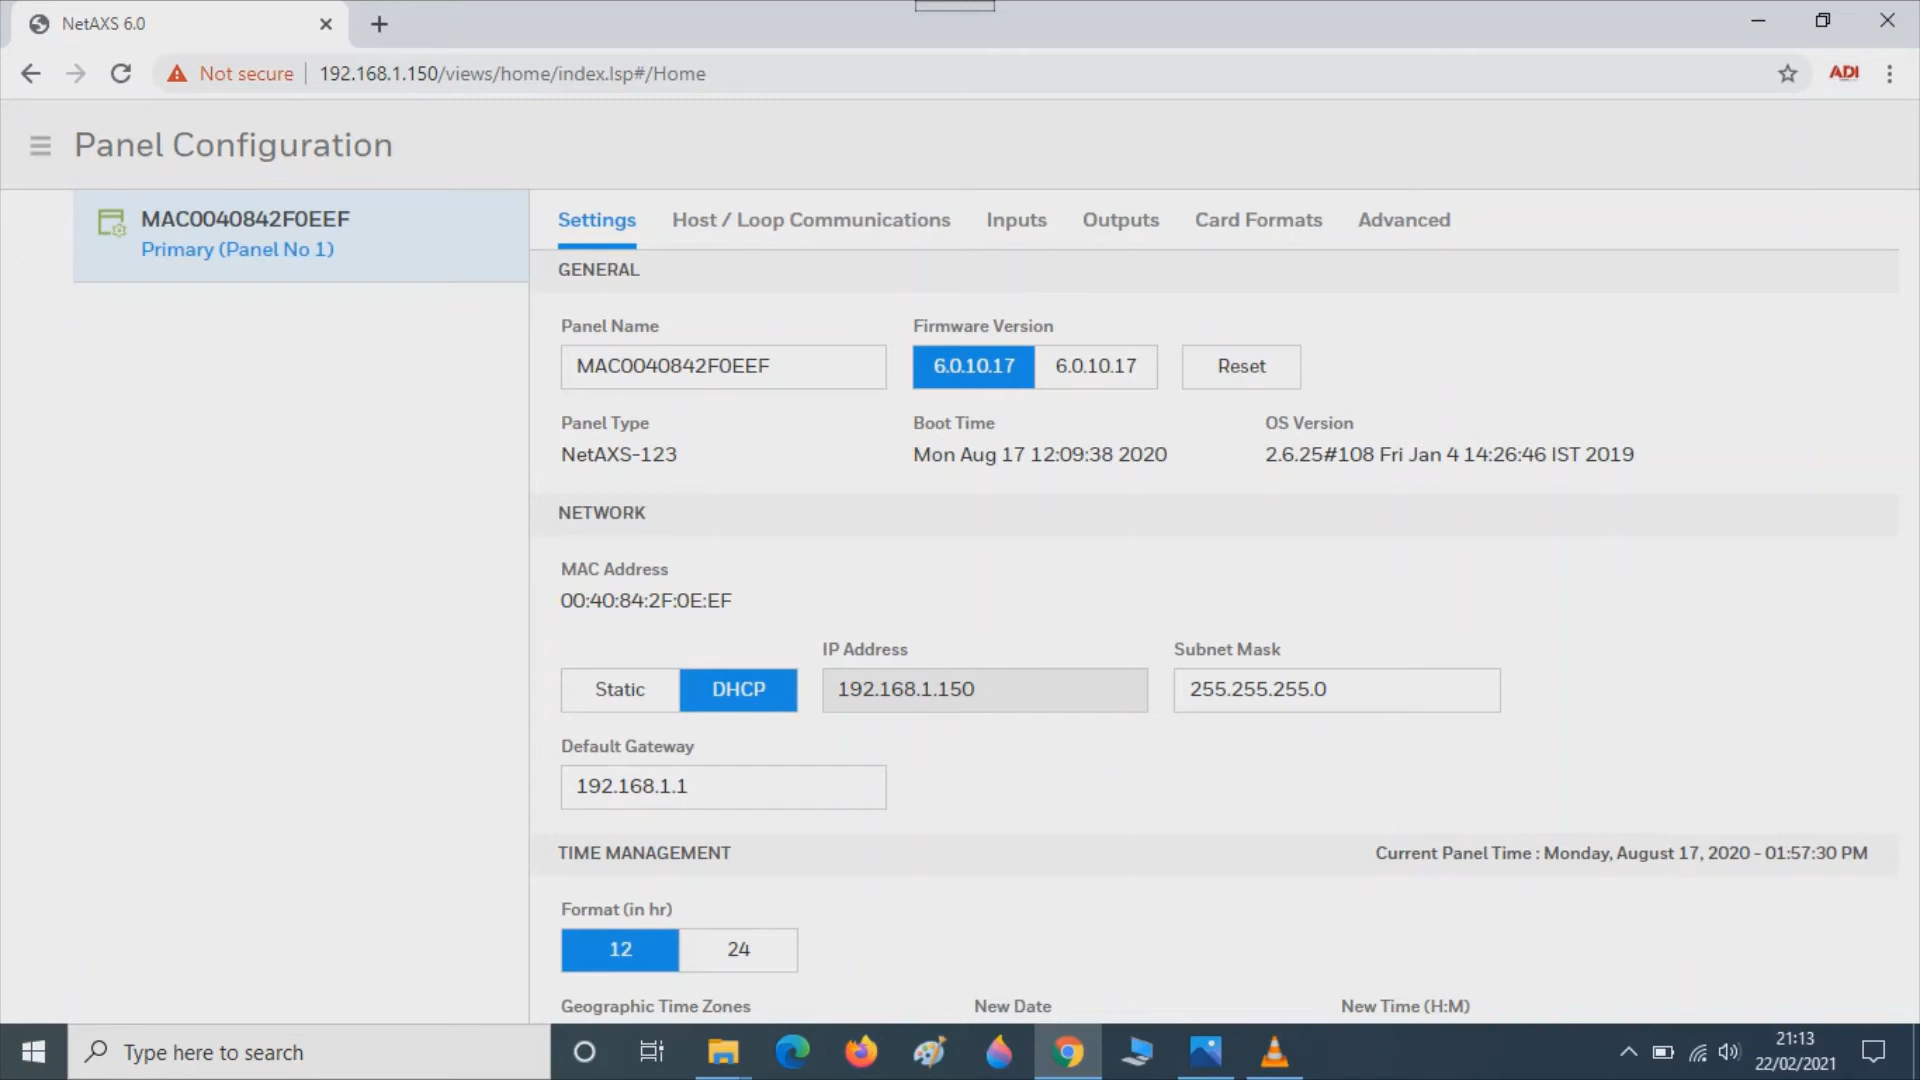 NetAXS 6.0
Not secure 192.168.1.150/views/home/index.lsp#/Home ADI
Panel Configuration
MAC0040842F0EEF
Primary (Panel No 1)
Settings Host / Loop Communications Inputs Outputs Card Formats Advanced
GENERAL
Panel Name Firmware Version
MAC0040842F0EEF 6.0.10.17 6.0.10.17 Reset
Panel Type Boot Time OS Version
NetAXS-123 Mon Aug 17 12:09:38 2020 2.6.25#108 Fri Jan 4 14:26:46 IST 2019
NETWORK
MAC Address
00:40:84:2F:0E:EF
IP Address Subnet Mask
Static DHCP 192.168.1.150 255.255.255.0
Default Gateway
192.168.1.1
TIME MANAGEMENT Current Panel Time : Monday, August 17, 2020 - 01:57:30 PM
Format (in hr)
12 24
Geographic Time Zones New Date New Time (H:M)
Type here to search
21:13
22/02/2021